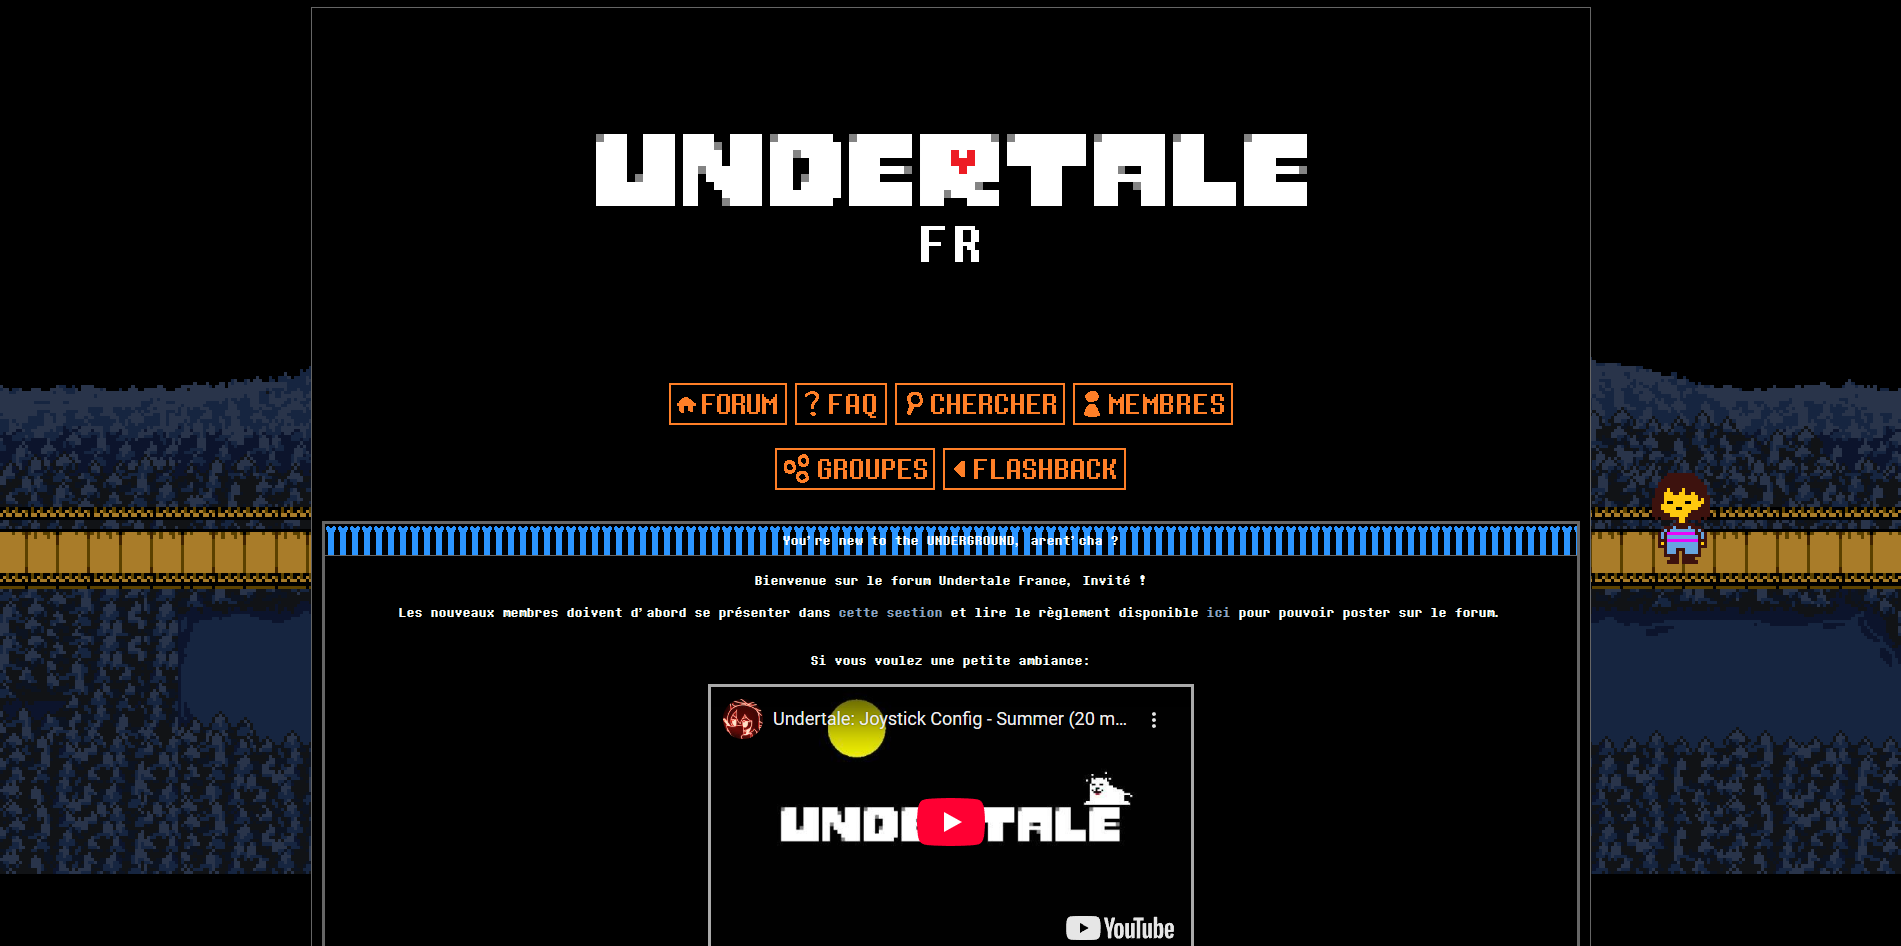 UNDERTALE
FR
FORUM ? FAQ CHERCHER MEMBRES
GROUPES FLASHBACK
You're new to the UNDERGROUND, arent'cha ?
Bienvenue sur le forum Undertale France, Invité !
Les nouveaux membres doivent d'abord se présenter dans cette section et lire le règlement disponible ici pour pouvoir poster sur le forum.
Si vous voulez une petite ambiance:
Undertale: Joystick Config - Summer (20 m...
UNDERTALE
YouTube